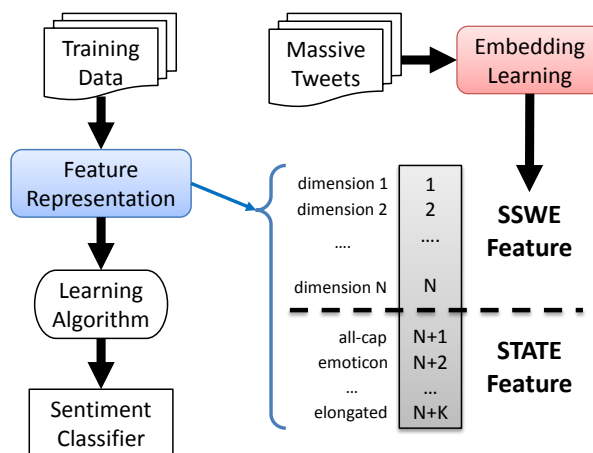 Training
Data
Massive
Tweets
Embedding
Learning
Feature
Representation
dimension 1 1
dimension 2 2
.... ....
dimension N N
SSWE
Feature
Learning
Algorithm
all-cap N+1
emoticon N+2
... ...
elongated N+K
STATE
Feature
Sentiment
Classifier